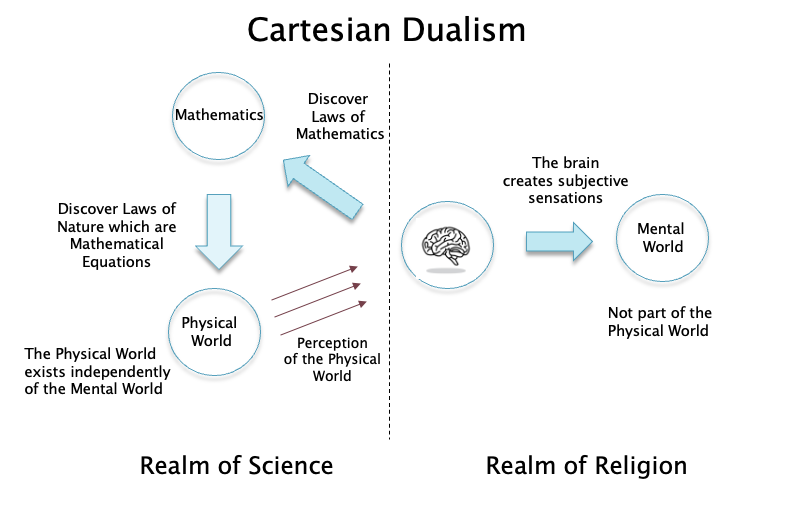 Cartesian Dualism
Mathematics
Discover
Laws of
Mathematics
Discover Laws of
Nature which are
Mathematical
Equations
Physical
World
The Physical World
exists independently
of the Mental World
Perception
of the Physical
World
The brain
creates subjective
sensations
Mental
World
Not part of the
Physical World
Realm of Science
Realm of Religion